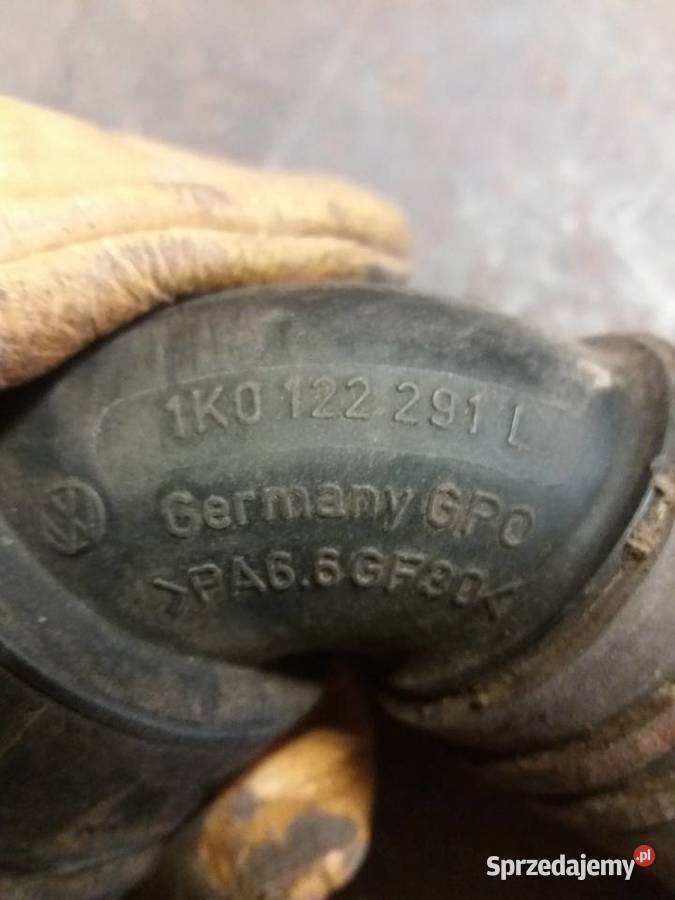 1K0 122 291 L
Germany GPO
>PA6.6GF30<
Sprzedajemy.pl